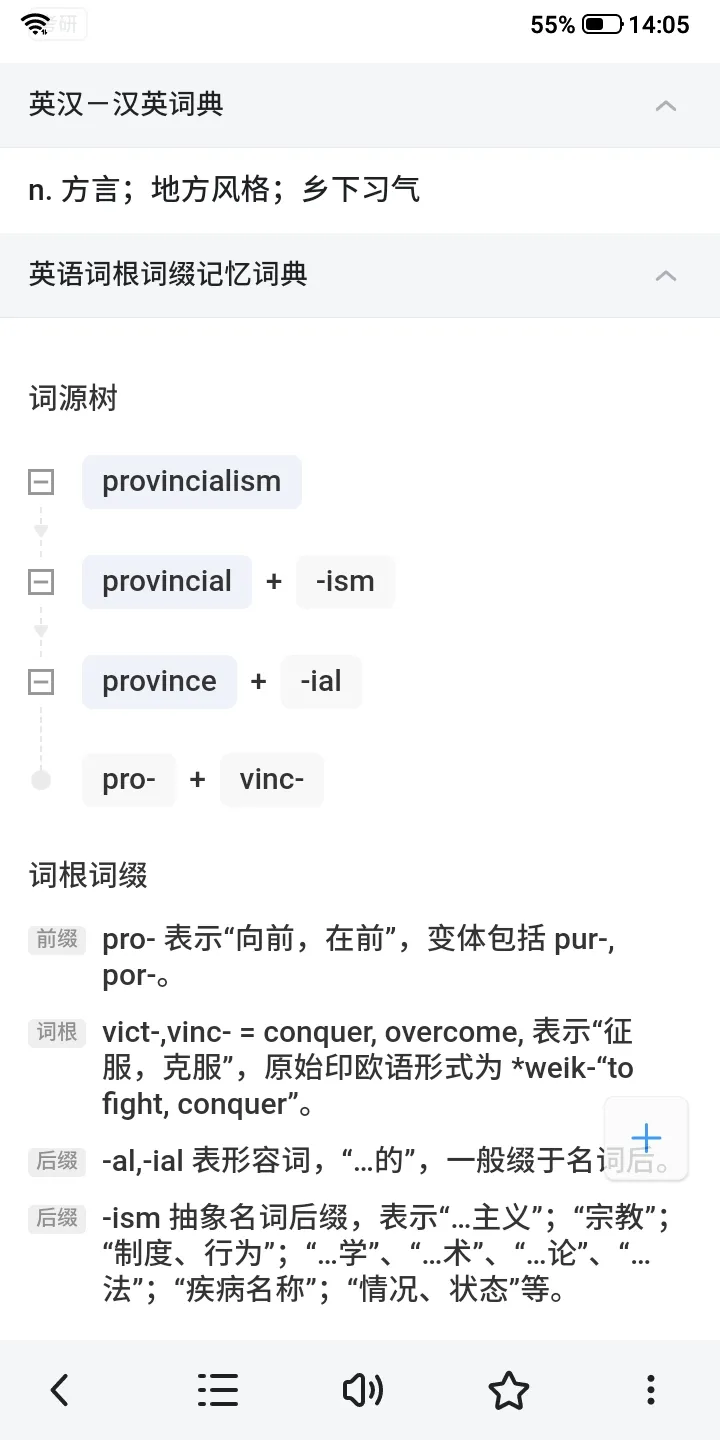 考研
55% 14:05
英汉－汉英词典
n. 方言；地方风格；乡下习气
英语词根词缀记忆词典
词源树
provincialism
provincial + -ism
province + -ial
pro- + vinc-
词根词缀
前缀 pro- 表示“向前，在前”，变体包括 pur-,
por-。
词根 vict-,vinc- = conquer, overcome, 表示“征
服，克服”，原始印欧语形式为 *weik-“to
fight, conquer”。
后缀 -al,-ial 表形容词，“…的”，一般缀于名词后。
后缀 -ism 抽象名词后缀，表示“…主义”；“宗教”；
“制度、行为”；“…学”、“…术”、“…论”、“…
法”；“疾病名称”；“情况、状态”等。